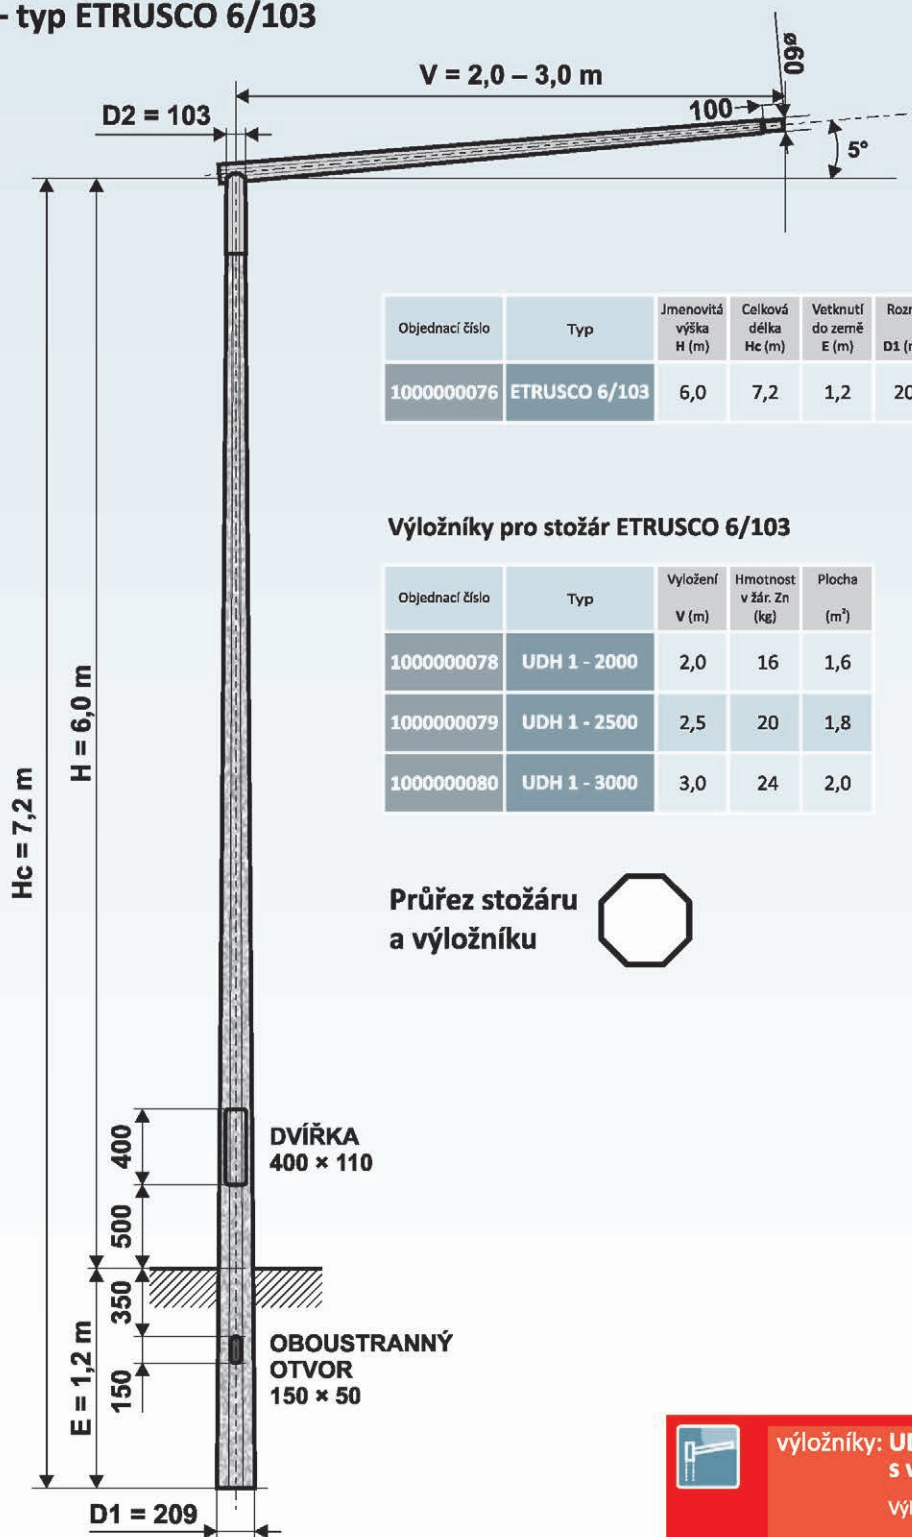 - typ ETRUSCO 6/103
V = 2,0 – 3,0 m
ø60
D2 = 103
100
5°
Objednací číslo
Typ
Jmenovitá
výška
H (m)
Celková
délka
Hc (m)
Vetknutí
do země
E (m)
1000000076 ETRUSCO 6/103 6,0 7,2 1,2
Výložníky pro stožár ETRUSCO 6/103
Objednací číslo
Typ
Vyložení
V (m)
Hmotnost
v žár. Zn
(kg)
Plocha
(m²)
1000000078 UDH 1 - 2000 2,0 16 1,6
1000000079 UDH 1 - 2500 2,5 20 1,8
1000000080 UDH 1 - 3000 3,0 24 2,0
H = 6,0 m
Hc = 7,2 m
Průřez stožáru
a výložníku
400
DVÍŘKA
400 × 110
500
350
E = 1,2 m
150
OBOUSTRANNÝ
OTVOR
150 × 50
D1 = 209
výložníky:
s